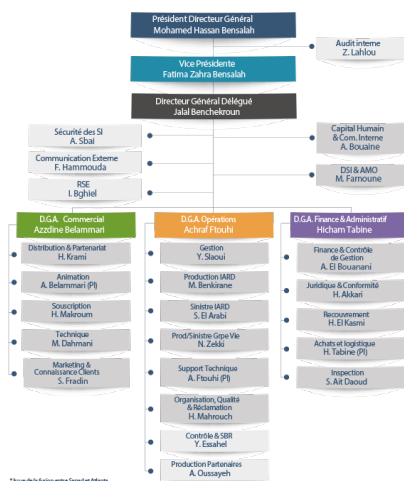 Président Directeur Général
Mohamed Hassan Bensalah
Audit interne
Z. Lahlou
Vice Présidente
Fatima Zahra Bensalah
Directeur Général Délégué
Jalal Benchekroun
Sécurité des SI
A. Sbai
Capital Humain
& Com. Interne
A. Bouaine
Communication Externe
F. Hammouda
DSI & AMO
M. Farnoune
RSE
I. Bghiel
D.G.A. Commercial
Azzdine Belammari
Distribution & Partenariat
H. Krami
Animation
A. Belammari (PI)
Souscription
H. Makroum
Technique
M. Dahmani
Marketing &
Connaissance Clients
S. Fradin
D.G.A. Opérations
Achraf Ftouhi
Gestion
Y. Slaoui
Production IARD
M. Benkirane
Sinistre IARD
S. El Arabi
Prod/Sinistre Grpe Vie
N. Zekki
Support Technique
A. Ftouhi (PI)
Organisation, Qualité
& Réclamation
H. Mahrouch
Contrôle & SBR
Y. Essahel
Production Partenaires
A. Oussayeh
D.G.A. Finance & Administratif
Hicham Tabine
Finance & Contrôle
de Gestion
A. El Bouanani
Juridique & Conformité
H. Akkari
Recouvrement
H. El Kasmi
Achats et logistique
H. Tabine (PI)
Inspection
S. Ait Daoud